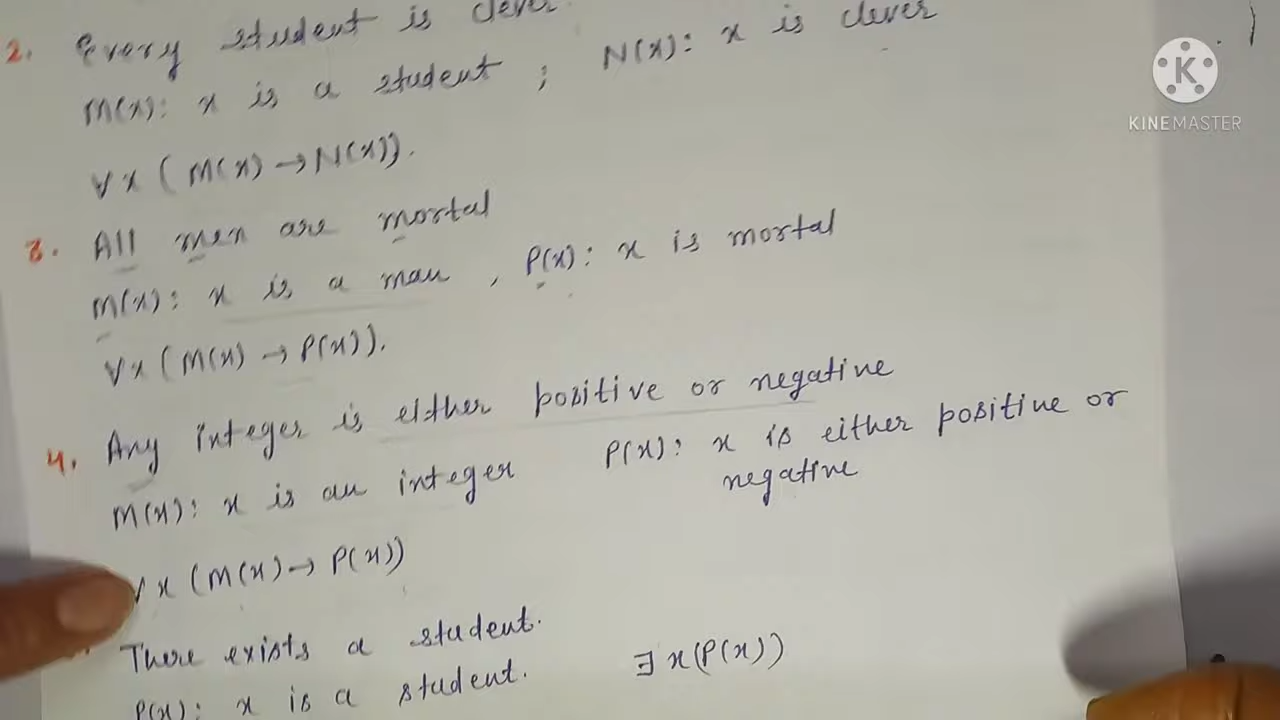 2. Every student is clever
M(x): x is a student ; N(x): x is clever
∀x (M(x) → N(x)).
3. All men are mortal
M(x): x is a man , P(x): x is mortal
∀x (M(x) → P(x)).
4. Any integer is either positive or negative
M(x): x is an integer P(x): x is either positive or
negative
∀x (M(x) → P(x))
There exists a student.
P(x): x is a student. ∃x(P(x))
K
KINEMASTER